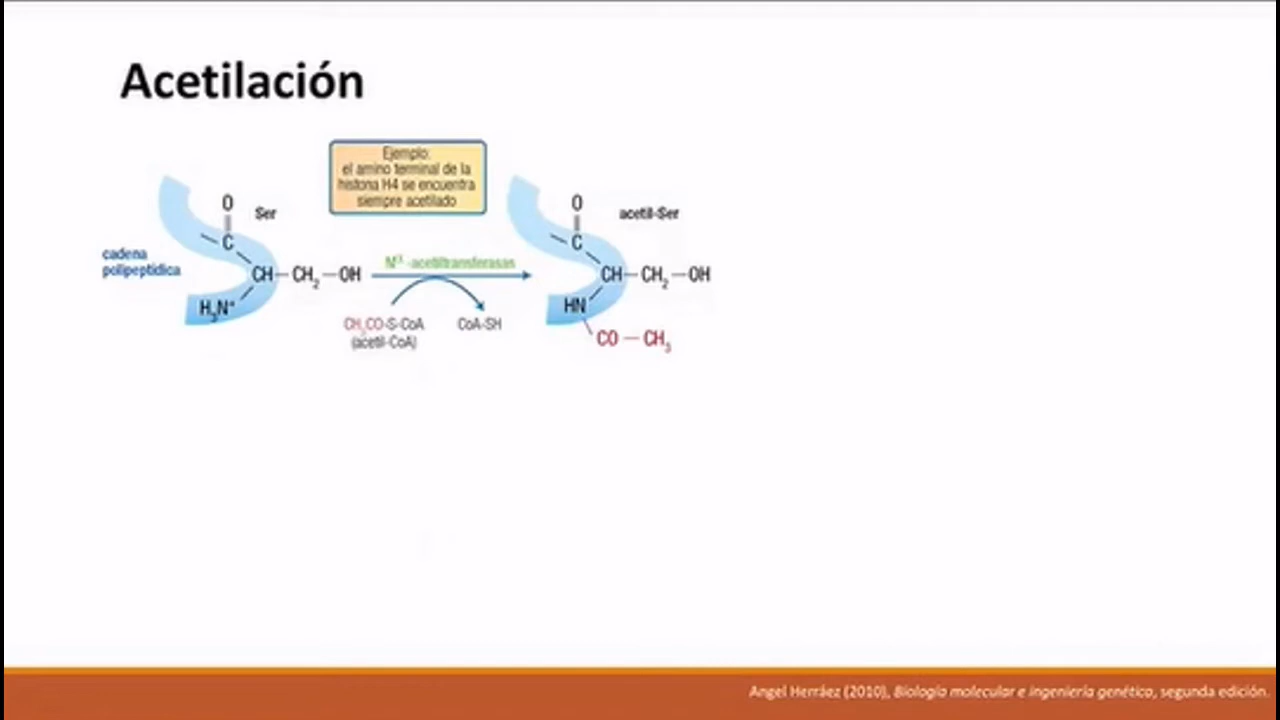 Acetilación
Ejemplo:
el amino terminal de la
histona H4 se encuentra
siempre acetilado
O
Ser
C
cadena
polipeptídica
CH — CH₂ — OH
H₃N⁺
Nα -acetiltransferasas
CH₃CO-S-CoA
(acetil-CoA)
CoA-SH
O
acetil-Ser
C
CH — CH₂ — OH
HN
CO — CH₃
Angel Herráez (2010), Biología molecular e ingeniería genética, segunda edición.